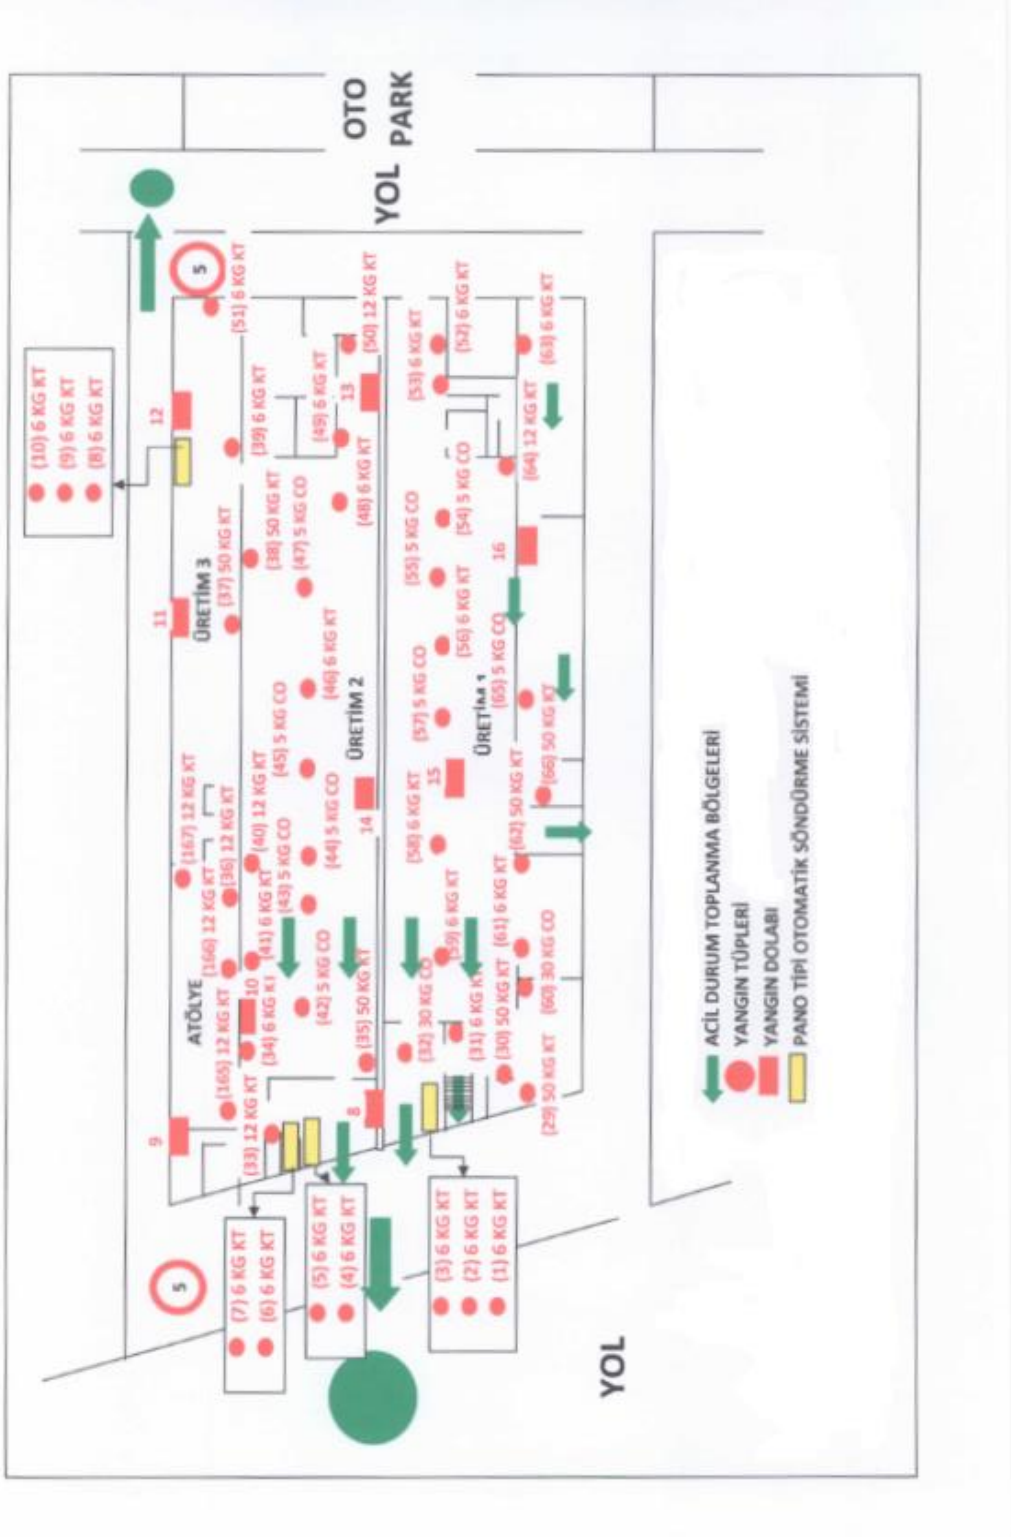 OTO
PARK
YOL
5
(51) 6 KG KT
(10) 6 KG KT
(9) 6 KG KT
(8) 6 KG KT
12
(39) 6 KG KT
(49) 6 KG KT
13
(50) 12 KG KT
(53) 6 KG KT
(52) 6 KG KT
(63) 6 KG KT
(64) 12 KG KT
(48) 6 KG KT
(38) 50 KG KT
(47) 5 KG CO
(54) 5 KG CO
(55) 5 KG CO
16
11
ÜRETİM 3
(37) 50 KG KT
(46) 6 KG KT
(56) 6 KG KT
(65) 5 KG CO
(57) 5 KG CO
ÜRETİM 2
ÜRETİM 1
(45) 5 KG CO
(66) 50 KG KT
(62) 50 KG KT
15
14
(58) 6 KG KT
(167) 12 KG KT
(36) 12 KG KT
(40) 12 KG KT
(44) 5 KG CO
(43) 5 KG CO
(166) 12 KG KT
(41) 6 KG KT
(59) 6 KG KT
(61) 6 KG KT
(42) 5 KG CO
(60) 30 KG CO
ATÖLYE
10
(34) 6 KG KT
(35) 50 KG KT
(32) 30 KG CO
(31) 6 KG KT
(30) 50 KG KT
(29) 50 KG KT
(165) 12 KG KT
(33) 12 KG KT
9
8
5
(7) 6 KG KT
(6) 6 KG KT
(5) 6 KG KT
(4) 6 KG KT
(3) 6 KG KT
(2) 6 KG KT
(1) 6 KG KT
YOL
ACİL DURUM TOPLANMA BÖLGELERİ
YANGIN TÜPLERİ
YANGIN DOLABI
PANO TİPİ OTOMATİK SÖNDÜRME SİSTEMİ